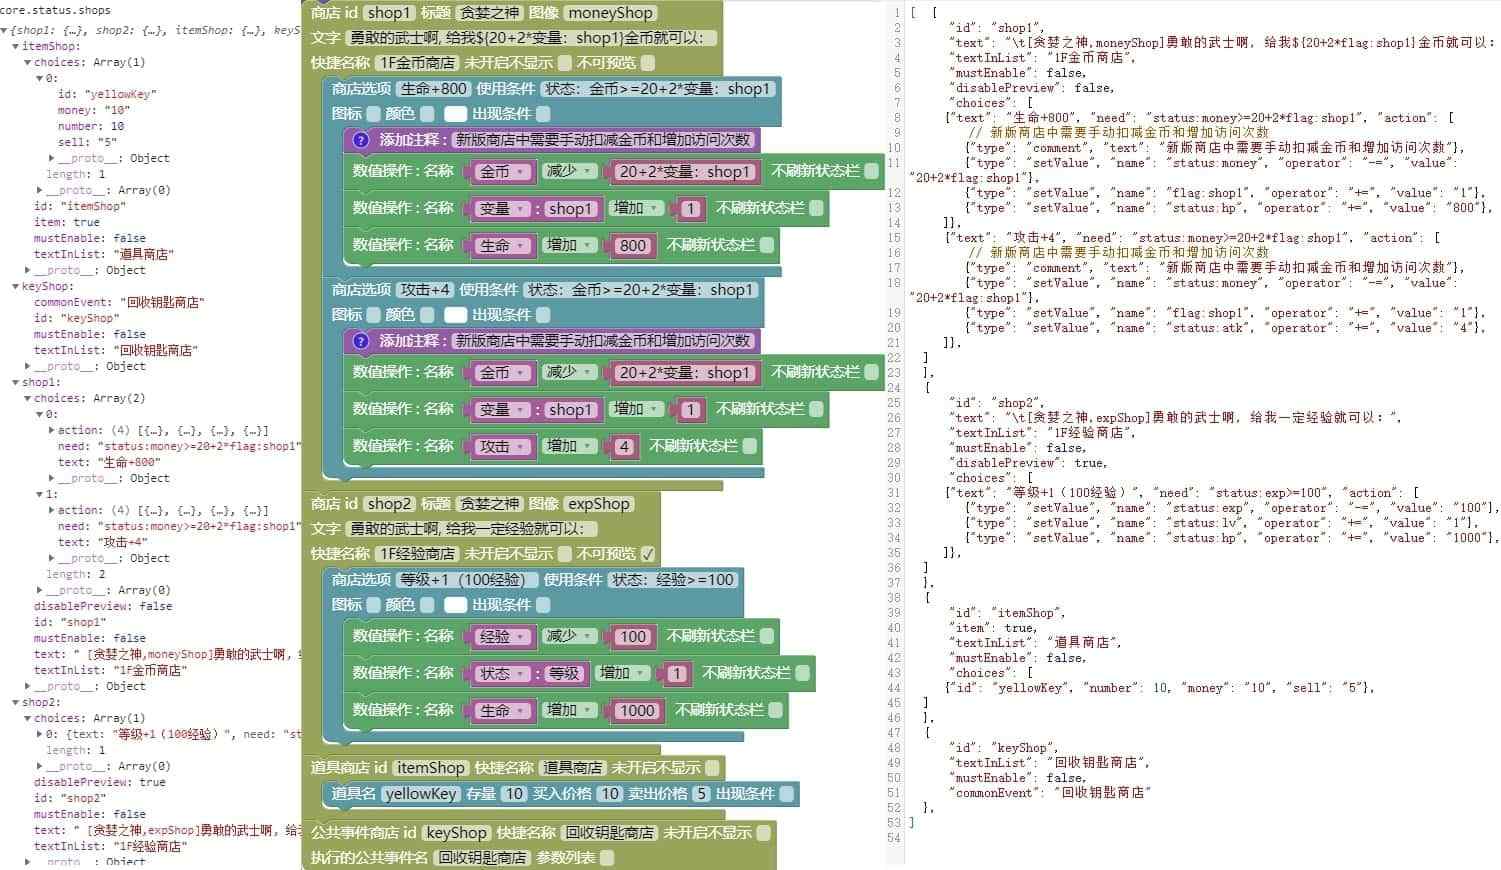 core.status.shops
▼{shop1: {…}, shop2: {…}, itemShop: {…}, keyS
▼itemShop:
▼choices: Array(1)
▼0:
id: "yellowKey"
money: "10"
number: 10
sell: "5"
▶__proto__: Object
length: 1
▶__proto__: Array(0)
id: "itemShop"
item: true
mustEnable: false
textInList: "道具商店"
▶__proto__: Object
▼keyShop:
commonEvent: "回收钥匙商店"
id: "keyShop"
mustEnable: false
textInList: "回收钥匙商店"
▶__proto__: Object
▼shop1:
▼choices: Array(2)
▼0:
▶action: (4) [{…}, {…}, {…}, {…}]
need: "status:money>=20+2*flag:shop1"
text: "生命+800"
▶__proto__: Object
▼1:
▶action: (4) [{…}, {…}, {…}, {…}]
need: "status:money>=20+2*flag:shop1"
text: "攻击+4"
▶__proto__: Object
length: 2
▶__proto__: Array(0)
disablePreview: false
id: "shop1"
mustEnable: false
text: " [贪婪之神,moneyShop]勇敢的武士啊,
textInList: "1F金币商店"
▶__proto__: Object
▼shop2:
▼choices: Array(1)
▶0: {text: "等级+1（100经验）", need: "st
length: 1
▶__proto__: Array(0)
disablePreview: true
id: "shop2"
mustEnable: false
text: " [贪婪之神,expShop]勇敢的武士啊, 给
textInList: "1F经验商店"
▶__proto__: Object
商店 id shop1 标题 贪婪之神 图像 moneyShop
文字 勇敢的武士啊, 给我${20+2*变量：shop1}金币就可以：
快捷名称 1F金币商店 未开启不显示 不可预览
商店选项 生命+800 使用条件 状态：金币>=20+2*变量：shop1
图标 颜色 出现条件
? 添加注释 : 新版商店中需要手动扣减金币和增加访问次数
数值操作 : 名称 金币 减少 20+2*变量：shop1 不刷新状态栏
数值操作 : 名称 变量 : shop1 增加 1 不刷新状态栏
数值操作 : 名称 生命 增加 800 不刷新状态栏
商店选项 攻击+4 使用条件 状态：金币>=20+2*变量：shop1
图标 颜色 出现条件
? 添加注释 : 新版商店中需要手动扣减金币和增加访问次数
数值操作 : 名称 金币 减少 20+2*变量：shop1 不刷新状态栏
数值操作 : 名称 变量 : shop1 增加 1 不刷新状态栏
数值操作 : 名称 攻击 增加 4 不刷新状态栏
商店 id shop2 标题 贪婪之神 图像 expShop
文字 勇敢的武士啊, 给我一定经验就可以：
快捷名称 1F经验商店 未开启不显示 不可预览 ✓
商店选项 等级+1（100经验） 使用条件 状态：经验>=100
图标 颜色 出现条件
数值操作 : 名称 经验 减少 100 不刷新状态栏
数值操作 : 名称 状态 : 等级 增加 1 不刷新状态栏
数值操作 : 名称 生命 增加 1000 不刷新状态栏
道具商店 id itemShop 快捷名称 道具商店 未开启不显示
道具名 yellowKey 存量 10 买入价格 10 卖出价格 5 出现条件
公共事件商店 id keyShop 快捷名称 回收钥匙商店 未开启不显示
执行的公共事件名 回收钥匙商店 参数列表
1 [ [
2 "id": "shop1",
3 "text": "\t[贪婪之神,moneyShop]勇敢的武士啊, 给我${20+2*flag:shop1}金币就可以：
4 "textInList": "1F金币商店",
5 "mustEnable": false,
6 "disablePreview": false,
7 "choices": [
8 {"text": "生命+800", "need": "status:money>=20+2*flag:shop1", "action": [
9 // 新版商店中需要手动扣减金币和增加访问次数
10 {"type": "comment", "text": "新版商店中需要手动扣减金币和增加访问次数"},
11 {"type": "setValue", "name": "status:money", "operator": "-=", "value":
"20+2*flag:shop1"},
12 {"type": "setValue", "name": "flag:shop1", "operator": "+=", "value": "1"},
13 {"type": "setValue", "name": "status:hp", "operator": "+=", "value": "800"},
14 ]},
15 {"text": "攻击+4", "need": "status:money>=20+2*flag:shop1", "action": [
16 // 新版商店中需要手动扣减金币和增加访问次数
17 {"type": "comment", "text": "新版商店中需要手动扣减金币和增加访问次数"},
18 {"type": "setValue", "name": "status:money", "operator": "-=", "value":
"20+2*flag:shop1"},
19 {"type": "setValue", "name": "flag:shop1", "operator": "+=", "value": "1"},
20 {"type": "setValue", "name": "status:atk", "operator": "+=", "value": "4"},
21 ]},
22 ]
23 ],
24 [
25 "id": "shop2",
26 "text": "\t[贪婪之神,expShop]勇敢的武士啊, 给我一定经验就可以：",
27 "textInList": "1F经验商店",
28 "mustEnable": false,
29 "disablePreview": true,
30 "choices": [
31 {"text": "等级+1（100经验）", "need": "status:exp>=100", "action": [
32 {"type": "setValue", "name": "status:exp", "operator": "-=", "value": "100"},
33 {"type": "setValue", "name": "status:lv", "operator": "+=", "value": "1"},
34 {"type": "setValue", "name": "status:hp", "operator": "+=", "value": "1000"},
35 ]},
36 ]
37 ],
38 [
39 "id": "itemShop",
40 "item": true,
41 "textInList": "道具商店",
42 "mustEnable": false,
43 "choices": [
44 {"id": "yellowKey", "number": 10, "money": "10", "sell": "5"},
45 ]
46 ],
47 [
48 "id": "keyShop",
49 "textInList": "回收钥匙商店",
50 "mustEnable": false,
51 "commonEvent": "回收钥匙商店"
52 ],
53 ]
54